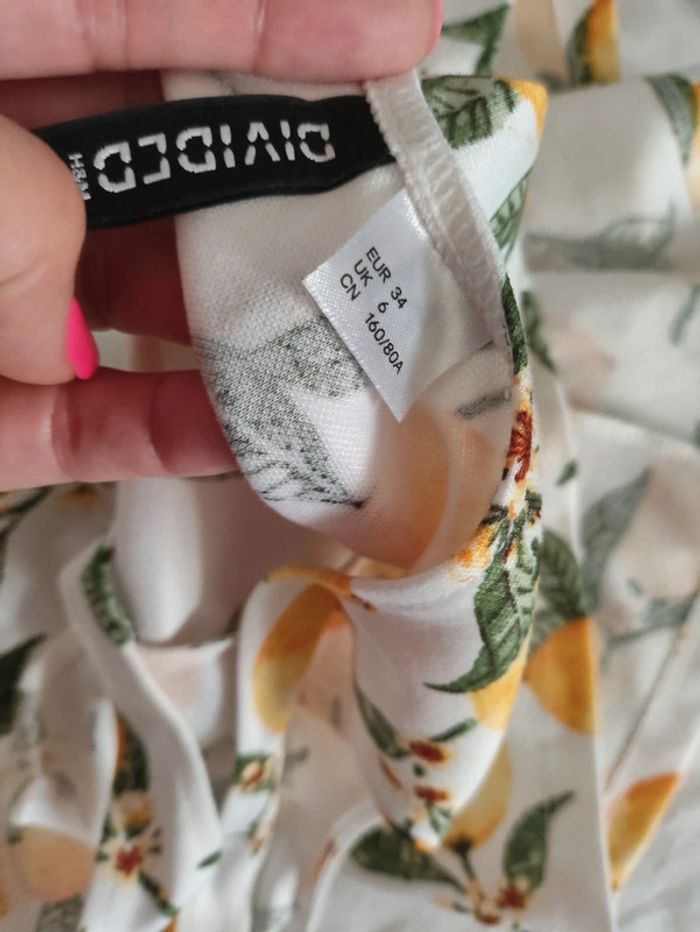 DIVIDED
H&M
EUR 34
UK 6
CN 160/80A